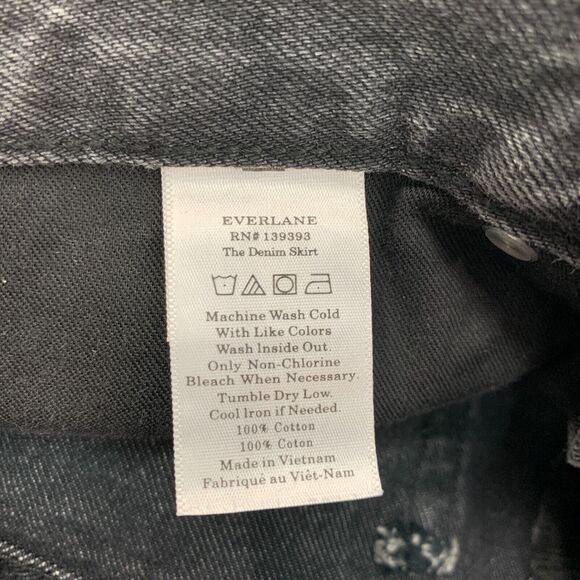 EVERLANE
RN# 139393
The Denim Skirt
Machine Wash Cold
With Like Colors
Wash Inside Out.
Only Non-Chlorine
Bleach When Necessary.
Tumble Dry Low.
Cool Iron if Needed.
100% Cotton
100% Coton
Made in Vietnam
Fabriqué au Viêt-Nam